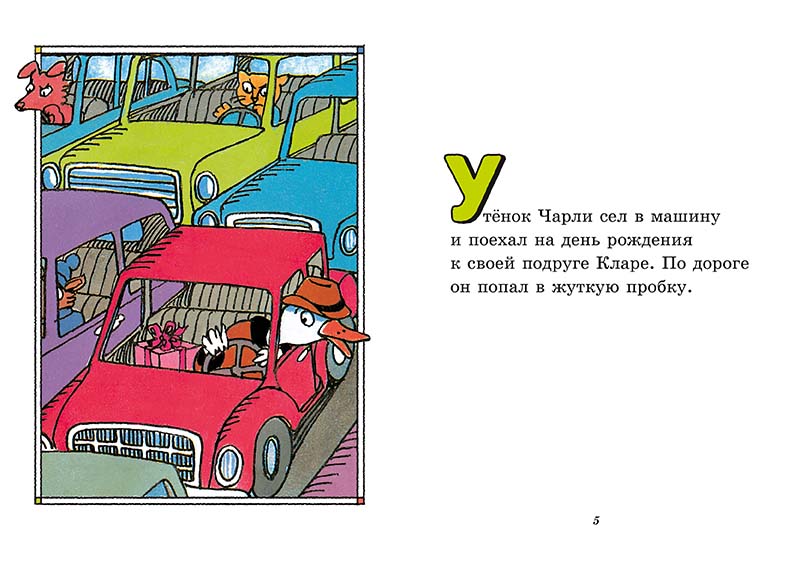 Утёнок Чарли сел в машину
и поехал на день рождения
к своей подруге Кларе. По дороге
он попал в жуткую пробку.
5